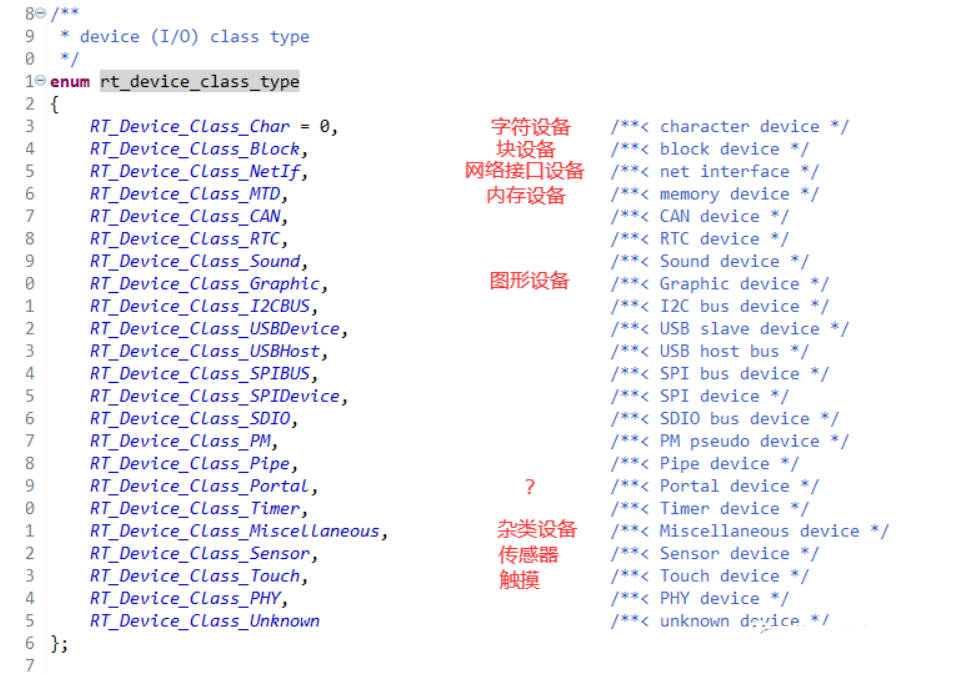 8 /**
9 * device (I/O) class type
0 */
1 enum rt_device_class_type
2 {
3 RT_Device_Class_Char = 0, 字符设备 /**< character device */
4 RT_Device_Class_Block, 块设备 /**< block device */
5 RT_Device_Class_NetIf, 网络接口设备 /**< net interface */
6 RT_Device_Class_MTD, 内存设备 /**< memory device */
7 RT_Device_Class_CAN, /**< CAN device */
8 RT_Device_Class_RTC, /**< RTC device */
9 RT_Device_Class_Sound, /**< Sound device */
0 RT_Device_Class_Graphic, 图形设备 /**< Graphic device */
1 RT_Device_Class_I2CBUS, /**< I2C bus device */
2 RT_Device_Class_USBDevice, /**< USB slave device */
3 RT_Device_Class_USBHost, /**< USB host bus */
4 RT_Device_Class_SPIBUS, /**< SPI bus device */
5 RT_Device_Class_SPIDevice, /**< SPI device */
6 RT_Device_Class_SDIO, /**< SDIO bus device */
7 RT_Device_Class_PM, /**< PM pseudo device */
8 RT_Device_Class_Pipe, /**< Pipe device */
9 RT_Device_Class_Portal, ? /**< Portal device */
0 RT_Device_Class_Timer, /**< Timer device */
1 RT_Device_Class_Miscellaneous, 杂类设备 /**< Miscellaneous device */
2 RT_Device_Class_Sensor, 传感器 /**< Sensor device */
3 RT_Device_Class_Touch, 触摸 /**< Touch device */
4 RT_Device_Class_PHY, /**< PHY device */
5 RT_Device_Class_Unknown /**< unknown device */
6 };
7